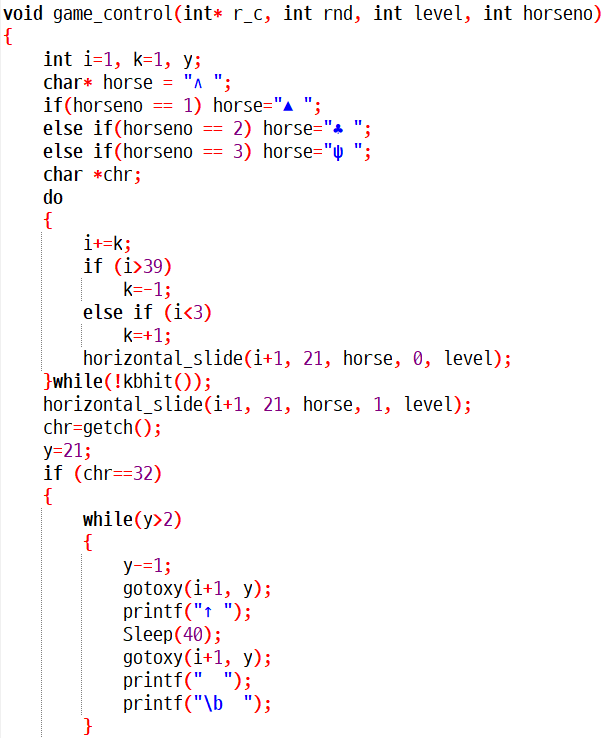 void game_control(int* r_c, int rnd, int level, int horseno)
{
    int i=1, k=1, y;
    char* horse = "∧ ";
    if(horseno == 1) horse="▲ ";
    else if(horseno == 2) horse="♣ ";
    else if(horseno == 3) horse="ψ ";
    char *chr;
    do
    {
        i+=k;
        if (i>39)
            k=-1;
        else if (i<3)
            k=+1;
        horizontal_slide(i+1, 21, horse, 0, level);
    }while(!kbhit());
    horizontal_slide(i+1, 21, horse, 1, level);
    chr=getch();
    y=21;
    if (chr==32)
    {
        while(y>2)
        {
            y-=1;
            gotoxy(i+1, y);
            printf("↑ ");
            Sleep(40);
            gotoxy(i+1, y);
            printf("  ");
            printf("\b  ");
        }